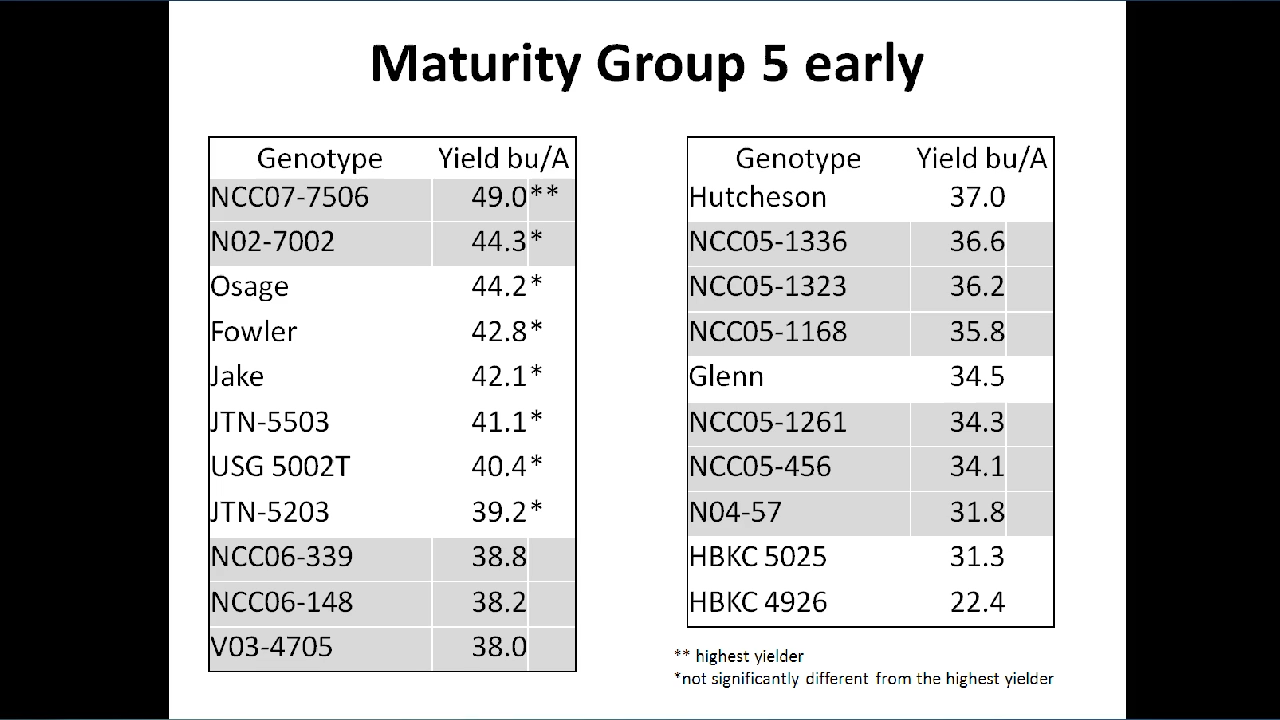 Maturity Group 5 early
Genotype Yield bu/A
NCC07-7506 49.0**
N02-7002 44.3*
Osage 44.2*
Fowler 42.8*
Jake 42.1*
JTN-5503 41.1*
USG 5002T 40.4*
JTN-5203 39.2*
NCC06-339 38.8
NCC06-148 38.2
V03-4705 38.0
Genotype Yield bu/A
Hutcheson 37.0
NCC05-1336 36.6
NCC05-1323 36.2
NCC05-1168 35.8
Glenn 34.5
NCC05-1261 34.3
NCC05-456 34.1
N04-57 31.8
HBKC 5025 31.3
HBKC 4926 22.4
** highest yielder
*not significantly different from the highest yielder